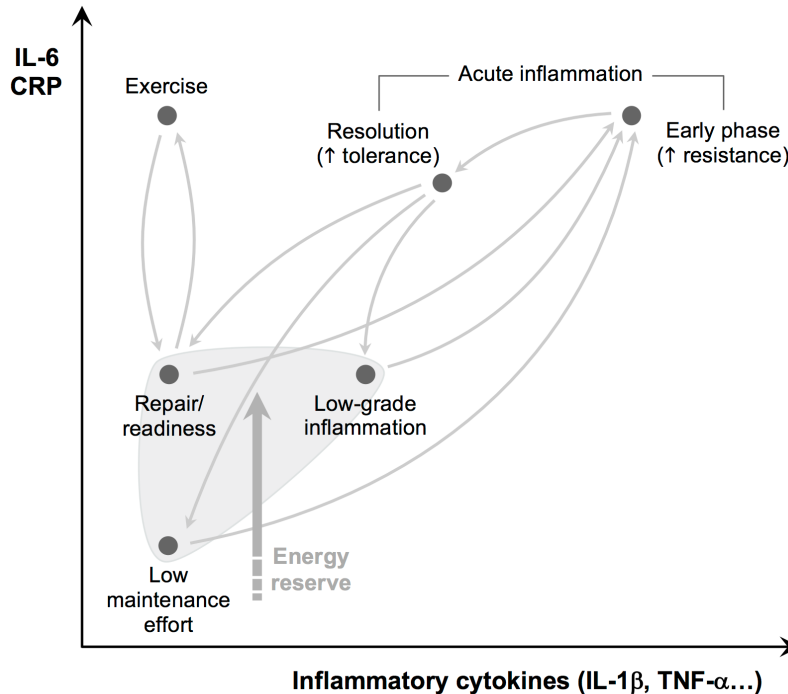 IL-6
CRP
Exercise
Acute inflammation
Resolution
(↑ tolerance)
Early phase
(↑ resistance)
Repair/
readiness
Low-grade
inflammation
Energy
reserve
Low
maintenance
effort
Inflammatory cytokines (IL-1β, TNF-α…)